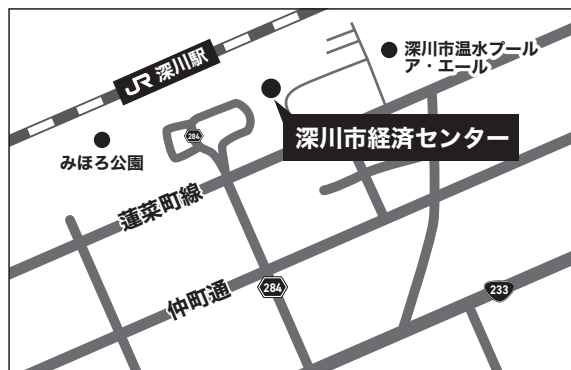 JR 深川駅
深川市温水プール
ア・エール
284
深川市経済センター
みほろ公園
蓮菜町線
仲町通
284
233